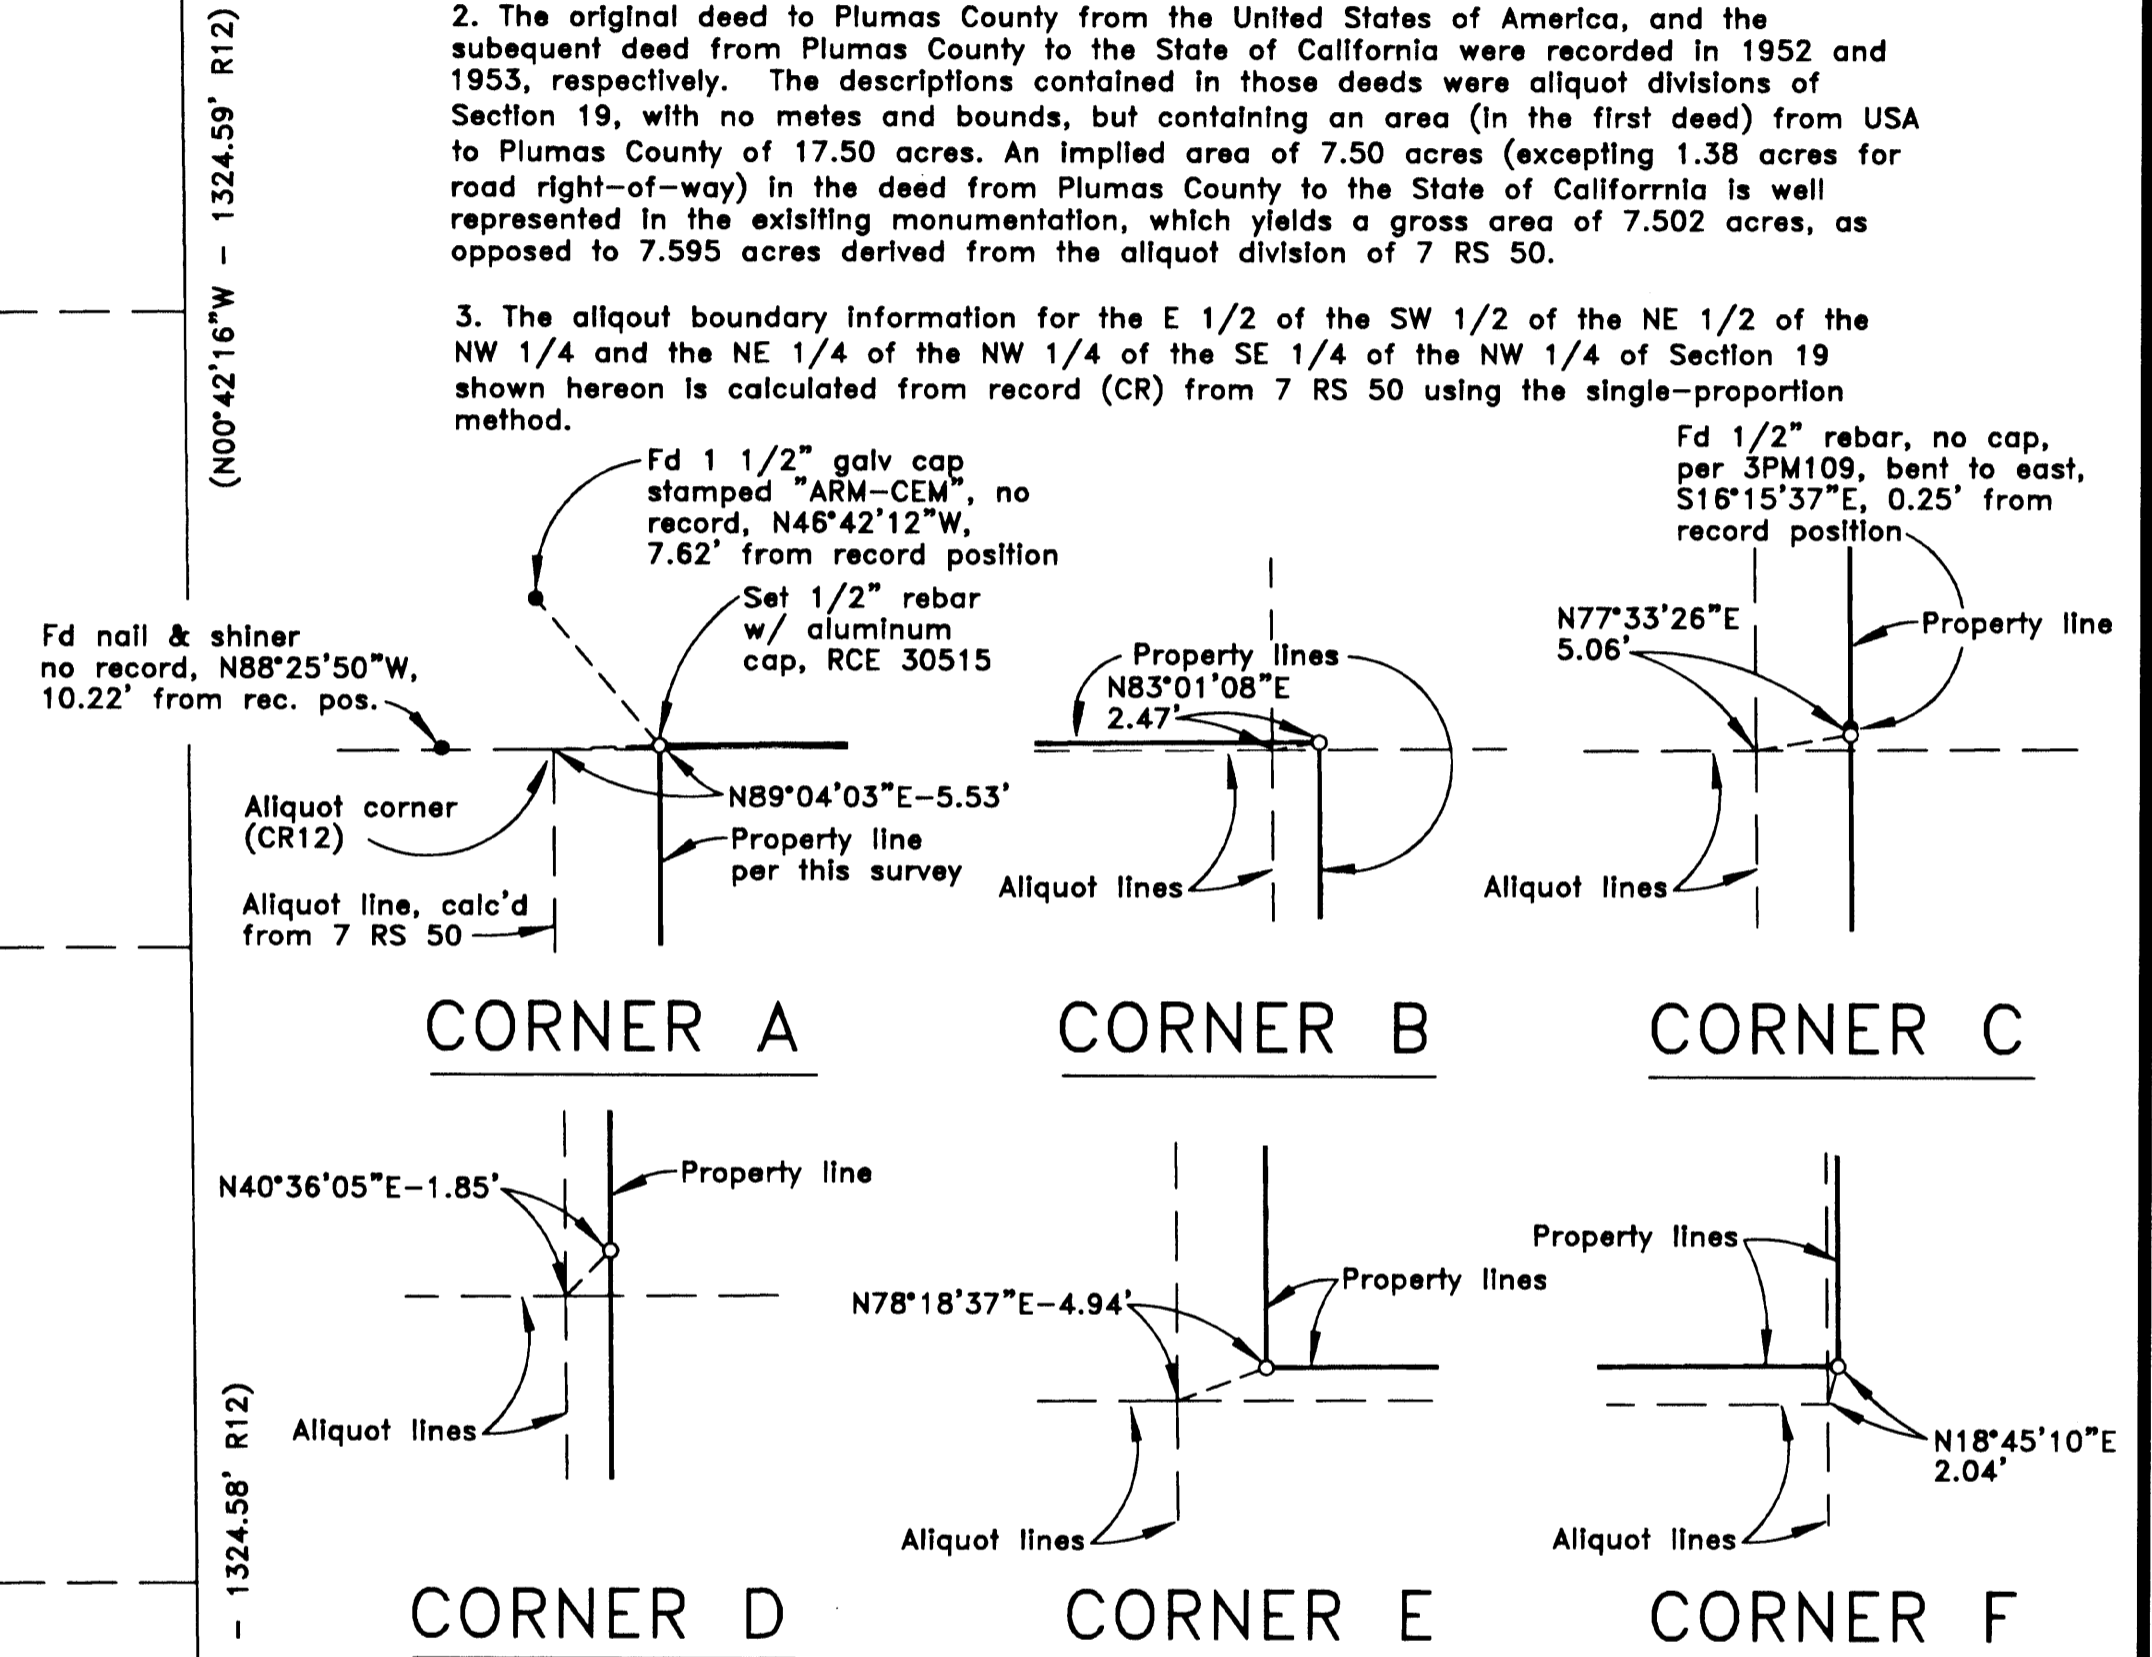 2. The original deed to Plumas County from the United States of America, and the
subequent deed from Plumas County to the State of California were recorded in 1952 and
1953, respectively. The descriptions contained in those deeds were aliquot divisions of
Section 19, with no metes and bounds, but containing an area (in the first deed) from USA
to Plumas County of 17.50 acres. An implied area of 7.50 acres (excepting 1.38 acres for
road right-of-way) in the deed from Plumas County to the State of Califorrnia is well
represented in the exisiting monumentation, which yields a gross area of 7.502 acres, as
opposed to 7.595 acres derived from the aliquot division of 7 RS 50.
3. The aliqout boundary information for the E 1/2 of the SW 1/2 of the NE 1/2 of the
NW 1/4 and the NE 1/4 of the NW 1/4 of the SE 1/4 of the NW 1/4 of Section 19
shown hereon is calculated from record (CR) from 7 RS 50 using the single-proportion
method.
(N00°42'16"W - 1324.59' R12)
Fd 1 1/2" galv cap
stamped "ARM-CEM", no
record, N46°42'12"W,
7.62' from record position
Set 1/2" rebar
w/ aluminum
cap, RCE 30515
Fd nail & shiner
no record, N88°25'50"W,
10.22' from rec. pos.
Aliquot corner
(CR12)
N89°04'03"E-5.53'
Property line
per this survey
Aliquot line, calc'd
from 7 RS 50
CORNER A
Property lines
N83°01'08"E
2.47'
Aliquot lines
CORNER B
Fd 1/2" rebar, no cap,
per 3PM109, bent to east,
S16°15'37"E, 0.25' from
record position
N77°33'26"E
5.06'
Property line
Aliquot lines
CORNER C
- 1324.58' R12)
N40°36'05"E-1.85'
Property line
Aliquot lines
CORNER D
N78°18'37"E-4.94'
Property lines
Aliquot lines
CORNER E
Property lines
N18°45'10"E
2.04'
Aliquot lines
CORNER F